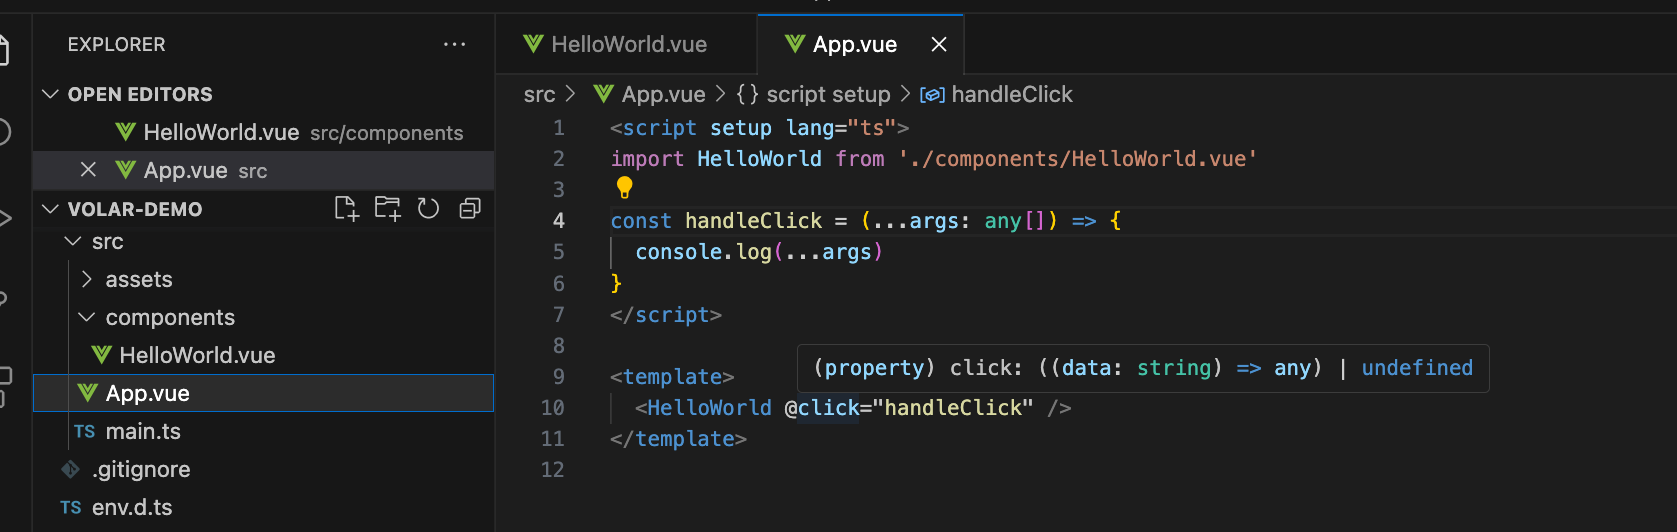 EXPLORER
OPEN EDITORS
HelloWorld.vue src/components
App.vue src
VOLAR-DEMO
src
assets
components
HelloWorld.vue
App.vue
TS main.ts
.gitignore
TS env.d.ts
HelloWorld.vue
App.vue
src > App.vue > {} script setup > handleClick
1 <script setup lang="ts">
2 import HelloWorld from './components/HelloWorld.vue'
3
4 const handleClick = (...args: any[]) => {
5 console.log(...args)
6 }
7 </script>
8
(property) click: ((data: string) => any) | undefined
9 <template>
10 <HelloWorld @click="handleClick" />
11 </template>
12